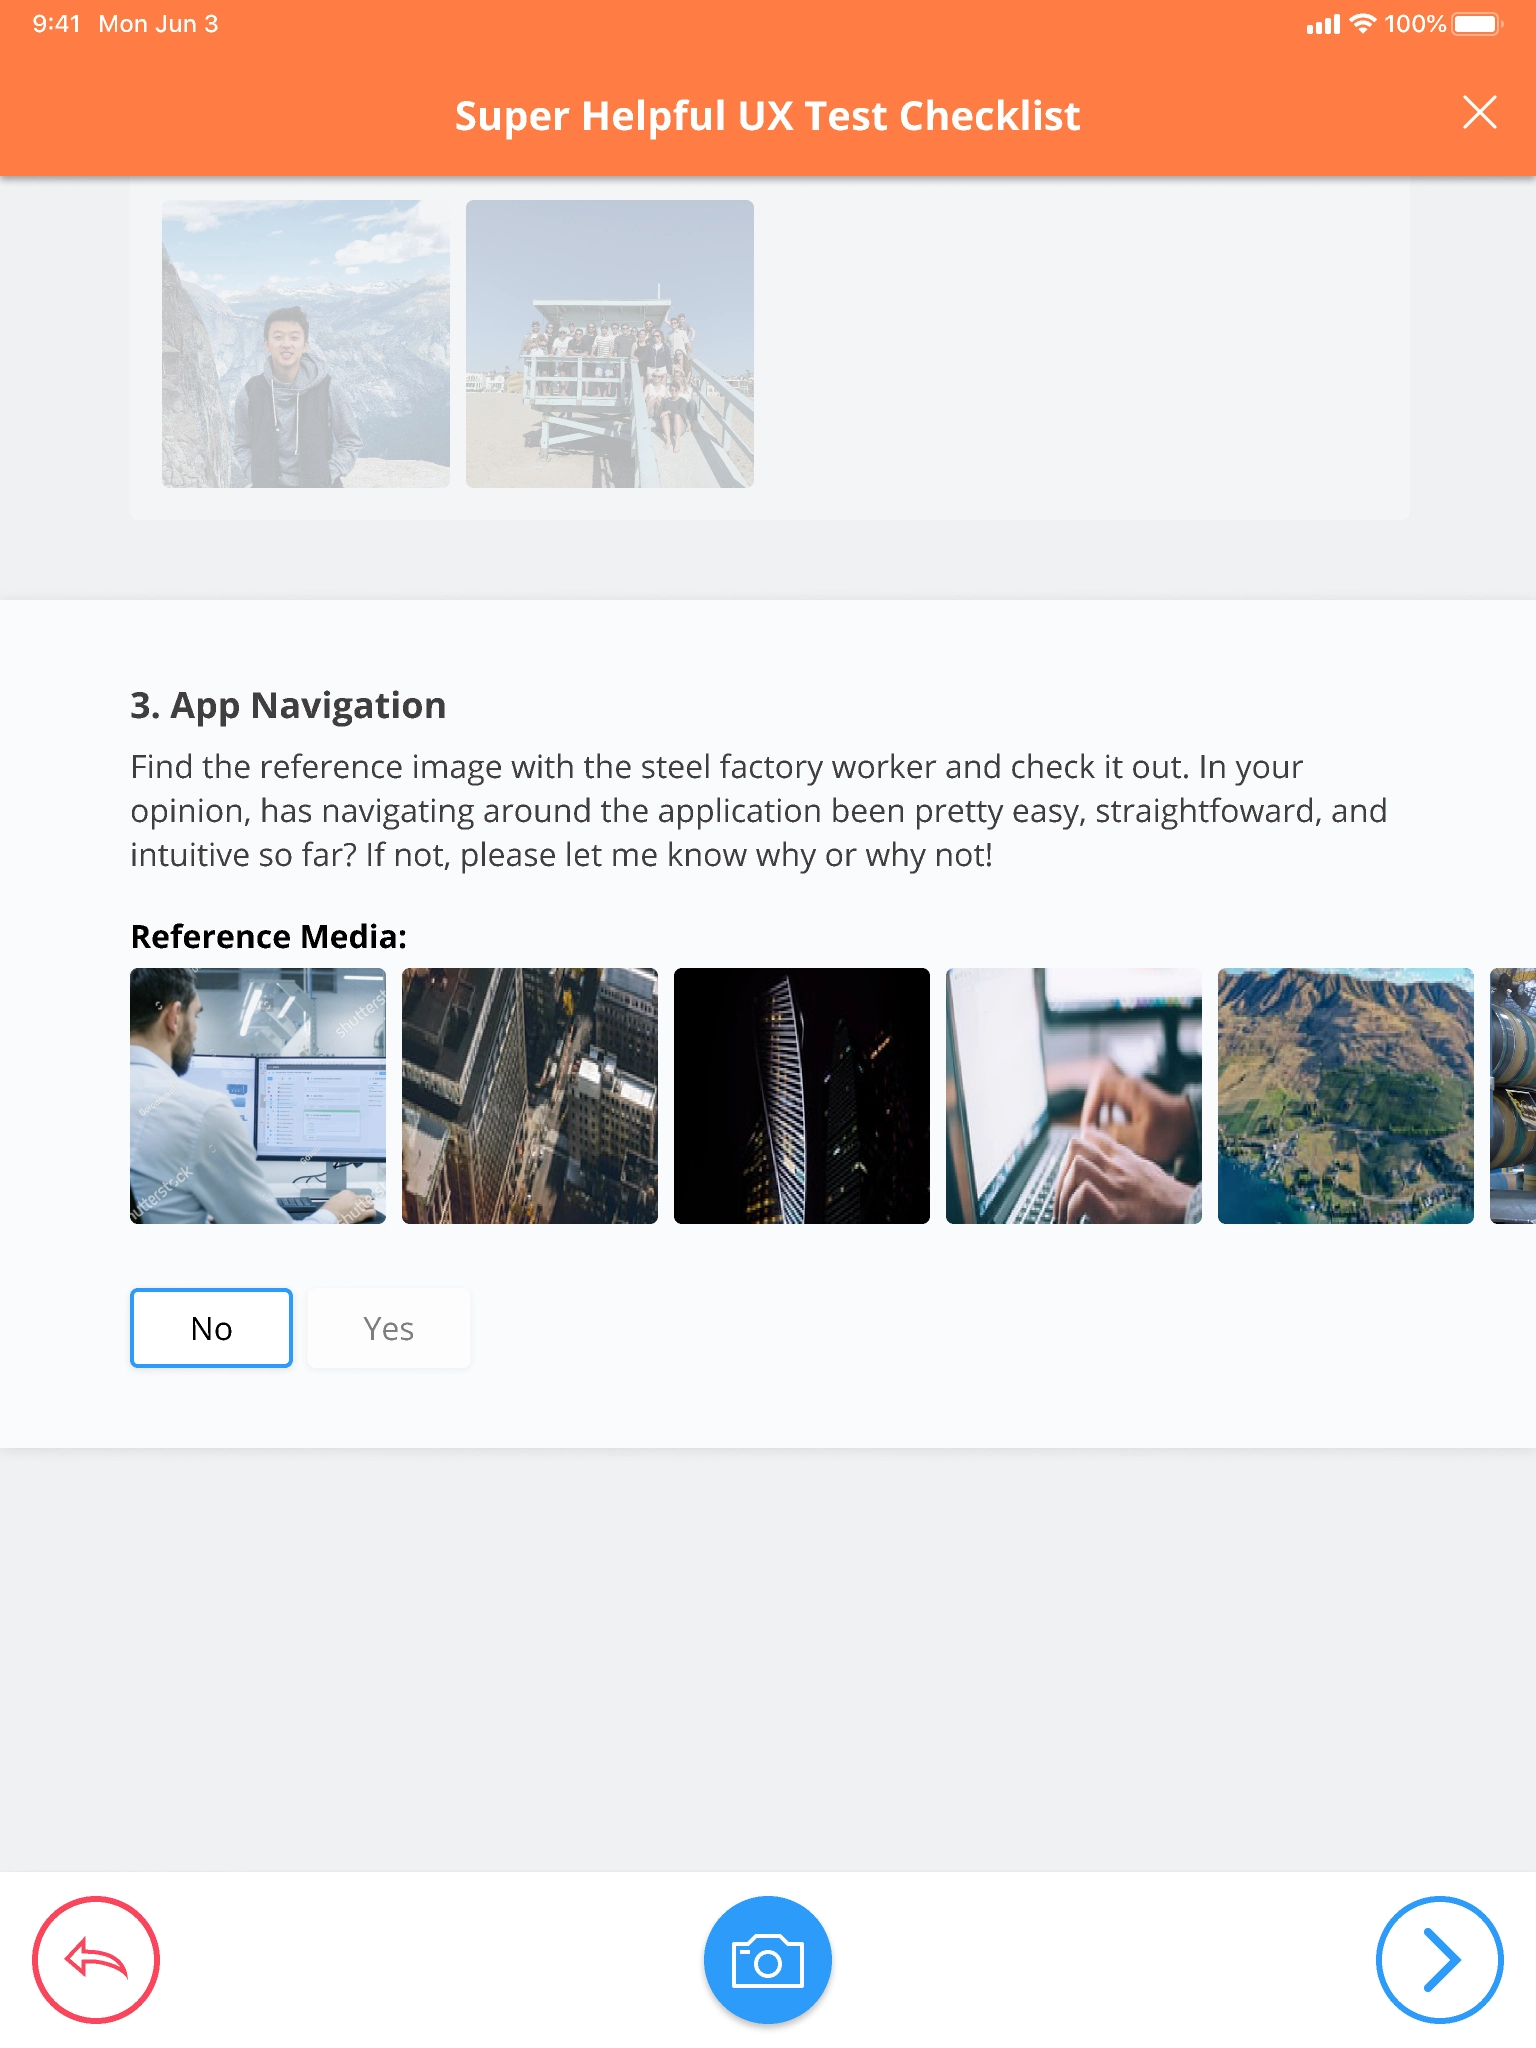 9:41 Mon Jun 3 100%
Super Helpful UX Test Checklist
3. App Navigation
Find the reference image with the steel factory worker and check it out. In your
opinion, has navigating around the application been pretty easy, straightfoward, and
intuitive so far? If not, please let me know why or why not!
Reference Media:
No Yes